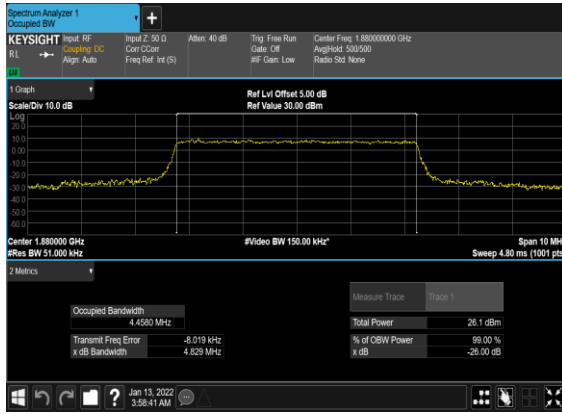 Spectrum Analyzer 1
Occupied BW
+
KEYSIGHT Input: RF Input Z: 50 Ω Atten: 40 dB Trig: Free Run Center Freq: 1.880000000 GHz
RL Coupling: DC Corr CCorr Gate: Off Avg|Hold: 500/500
Align: Auto Freq Ref: Int (S) #IF Gain: Low Radio Std: None
1 Graph
Ref Lvl Offset 5.00 dB
Scale/Div 10.0 dB Ref Value 30.00 dBm
Log
20.0
10.0
0.00
-10.0
-20.0
-30.0
-40.0
-50.0
-60.0
Center 1.880000 GHz #Video BW 150.00 kHz* Span 10 MH
#Res BW 51.000 kHz Sweep 4.80 ms (1001 pts
2 Metrics
Measure Trace Trace 1
Occupied Bandwidth
4.4580 MHz Total Power 26.1 dBm
Transmit Freq Error -8.019 kHz % of OBW Power 99.00 %
x dB Bandwidth 4.829 MHz x dB -26.00 dB
? Jan 13, 2022
3:58:41 AM